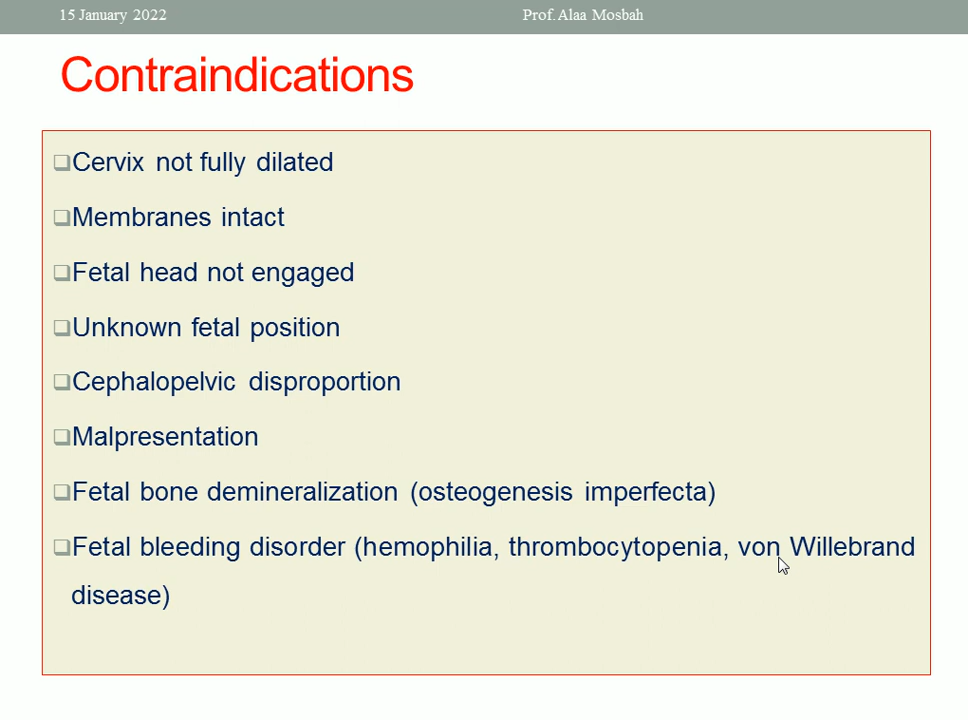 15 January 2022 Prof. Alaa Mosbah
Contraindications
Cervix not fully dilated
Membranes intact
Fetal head not engaged
Unknown fetal position
Cephalopelvic disproportion
Malpresentation
Fetal bone demineralization (osteogenesis imperfecta)
Fetal bleeding disorder (hemophilia, thrombocytopenia, von Willebrand
disease)